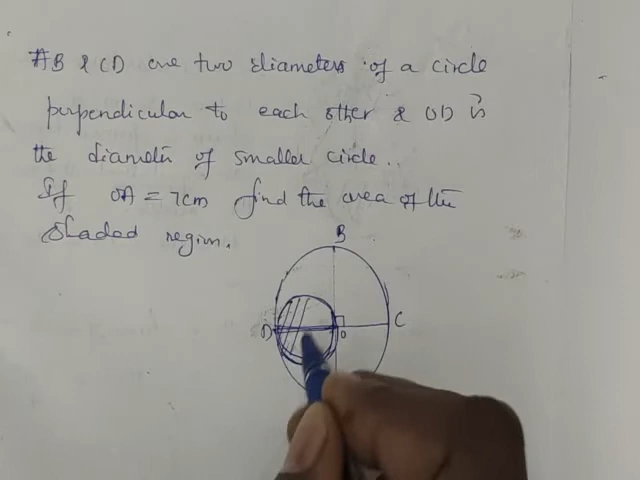 AB & CD are two diameters of a circle
perpendicular to each other & OD is
the diameter of smaller circle..
If OA = 7cm find the area of the
shaded region.
B
D
O
C